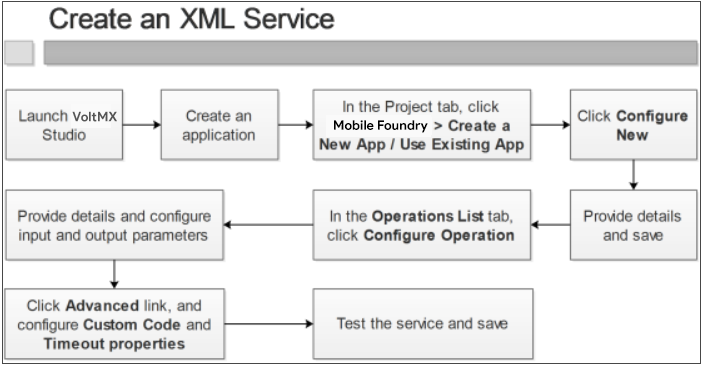 Create an XML Service
Launch VoltMX
Studio
Create an
application
In the Project tab, click
Mobile Foundry > Create a
New App / Use Existing App
Click Configure
New
Provide details and configure
input and output parameters
In the Operations List tab,
click Configure Operation
Provide details
and save
Click Advanced link, and
configure Custom Code and
Timeout properties
Test the service and save